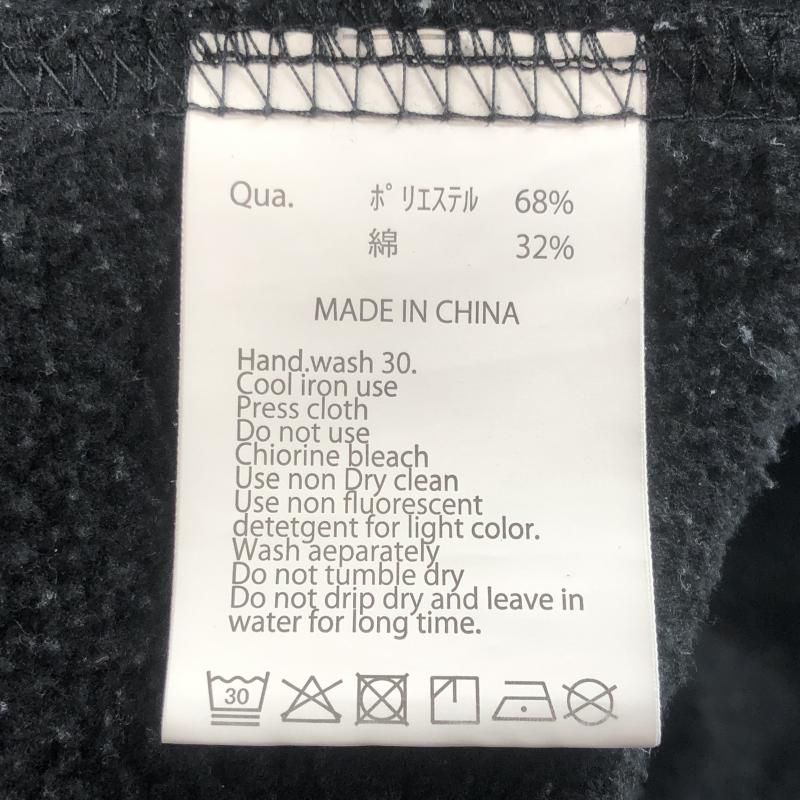 Qua. ﾎﾟﾘｴｽﾃﾙ 68%
綿 32%
MADE IN CHINA
Hand.wash 30.
Cool iron use
Press cloth
Do not use
Chiorine bleach
Use non Dry clean
Use non fluorescent
detetgent for light color.
Wash aeparately
Do not tumble dry
Do not drip dry and leave in
water for long time.
30